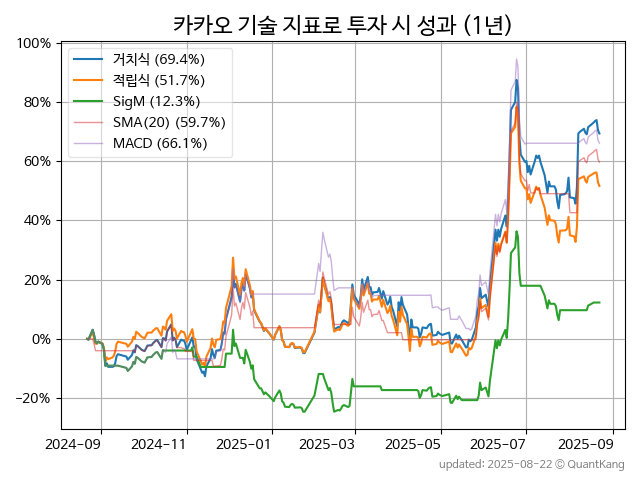 카카오 기술 지표로 투자 시 성과 (1년)
100%
80%
60%
40%
20%
0%
−20%
거치식 (69.4%)
적립식 (51.7%)
SigM (12.3%)
SMA(20) (59.7%)
MACD (66.1%)
2024-09
2024-11
2025-01
2025-03
2025-05
2025-07
2025-09
updated: 2025-08-22 © QuantKang